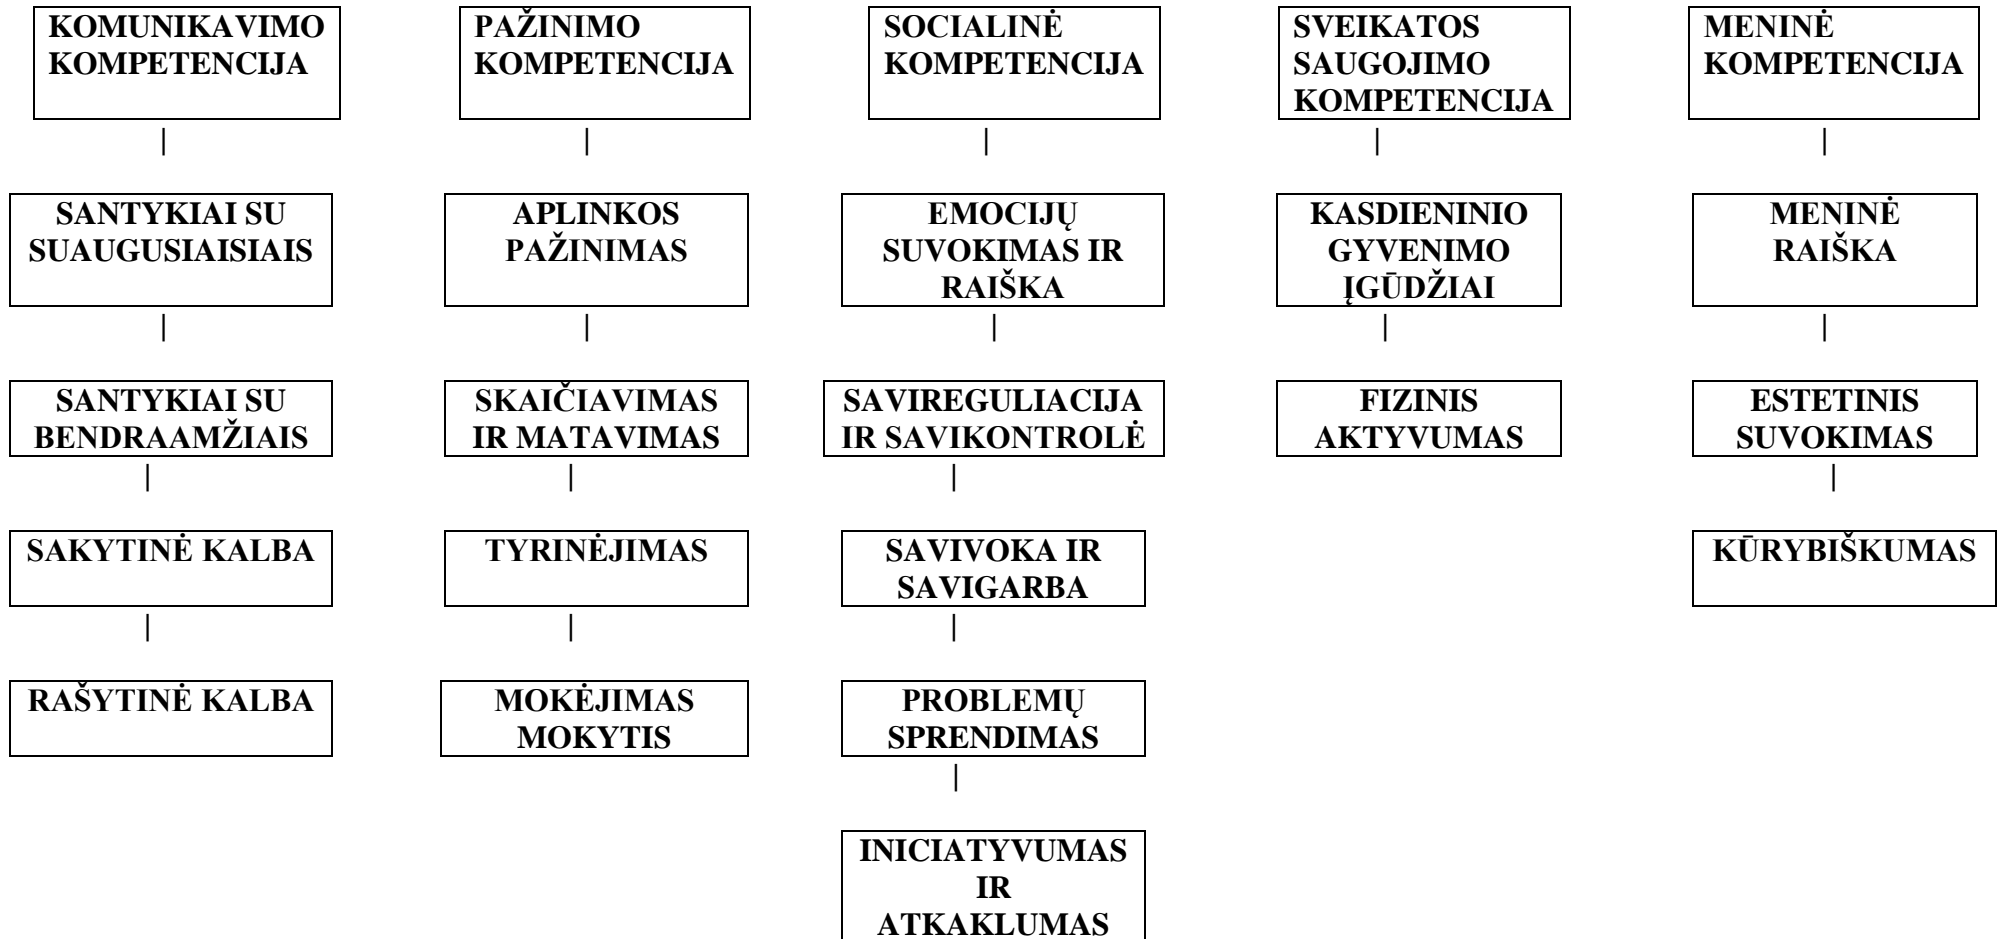 KOMUNIKAVIMO
KOMPETENCIJA
PAŽINIMO
KOMPETENCIJA
SOCIALINĖ
KOMPETENCIJA
SVEIKATOS
SAUGOJIMO
KOMPETENCIJA
MENINĖ
KOMPETENCIJA
SANTYKIAI SU
SUAUGUSIAISIAIS
APLINKOS
PAŽINIMAS
EMOCIJŲ
SUVOKIMAS IR
RAIŠKA
KASDIENINIO
GYVENIMO
ĮGŪDŽIAI
MENINĖ
RAIŠKA
SANTYKIAI SU
BENDRAAMŽIAIS
SKAIČIAVIMAS
IR MATAVIMAS
SAVIREGULIACIJA
IR SAVIKONTROLĖ
FIZINIS
AKTYVUMAS
ESTETINIS
SUVOKIMAS
SAKYTINĖ KALBA
TYRINĖJIMAS
SAVIVOKA IR
SAVIGARBA
KŪRYBIŠKUMAS
RAŠYTINĖ KALBA
MOKĖJIMAS
MOKYTIS
PROBLEMŲ
SPRENDIMAS
INICIATYVUMAS
IR
ATKAKLUMAS